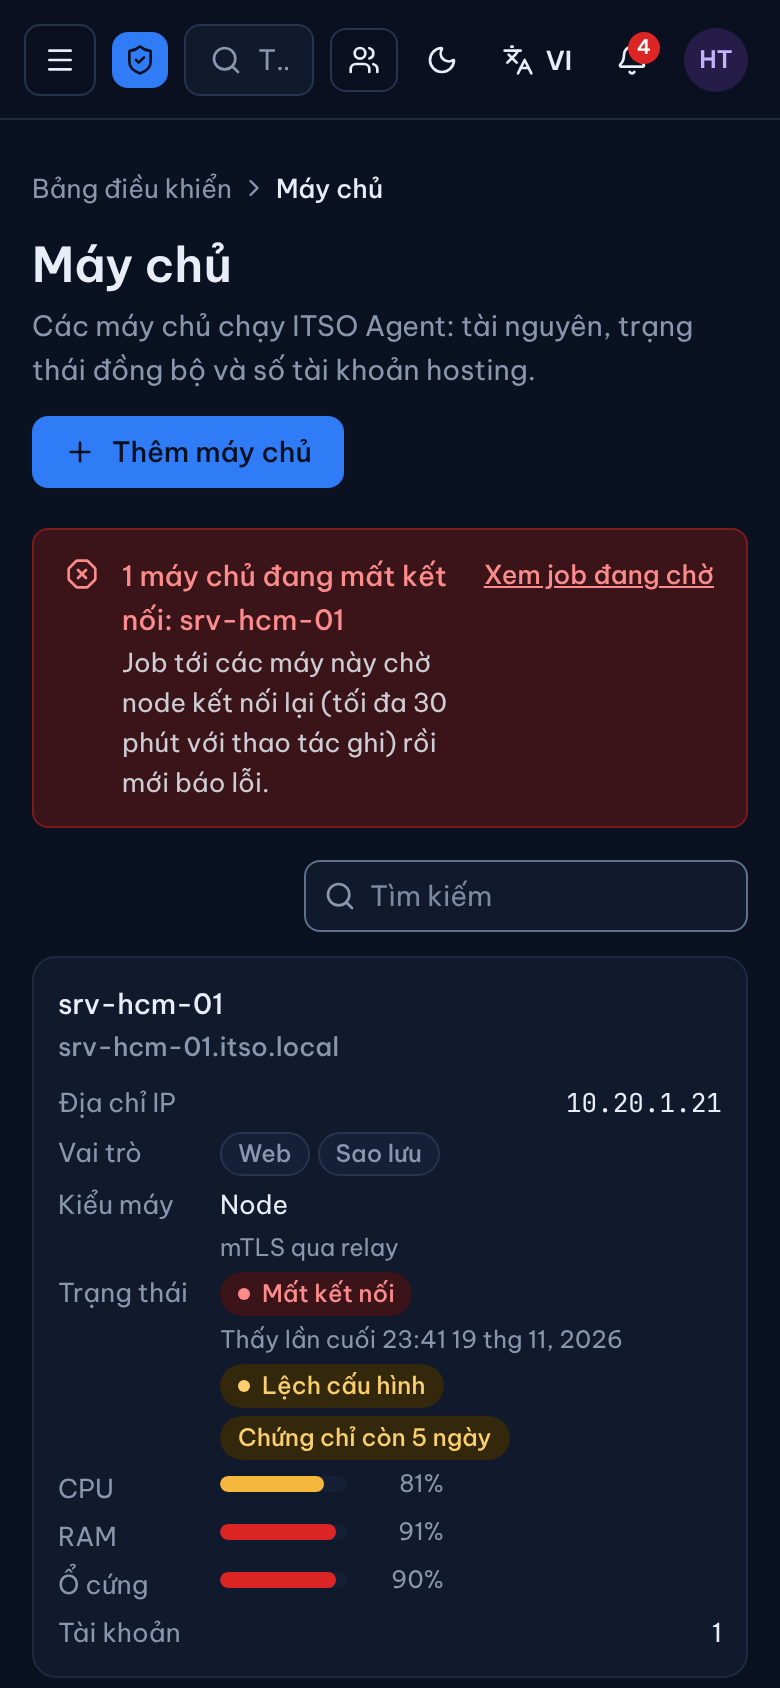 T..
VI
4
HT
Bảng điều khiển > Máy chủ
Máy chủ
Các máy chủ chạy ITSO Agent: tài nguyên, trạng
thái đồng bộ và số tài khoản hosting.
+ Thêm máy chủ
1 máy chủ đang mất kết
nối: srv-hcm-01
Xem job đang chờ
Job tới các máy này chờ
node kết nối lại (tối đa 30
phút với thao tác ghi) rồi
mới báo lỗi.
Tìm kiếm
srv-hcm-01
srv-hcm-01.itso.local
Địa chỉ IP 10.20.1.21
Vai trò Web Sao lưu
Kiểu máy Node
mTLS qua relay
Trạng thái Mất kết nối
Thấy lần cuối 23:41 19 thg 11, 2026
Lệch cấu hình
Chứng chỉ còn 5 ngày
CPU 81%
RAM 91%
Ổ cứng 90%
Tài khoản 1